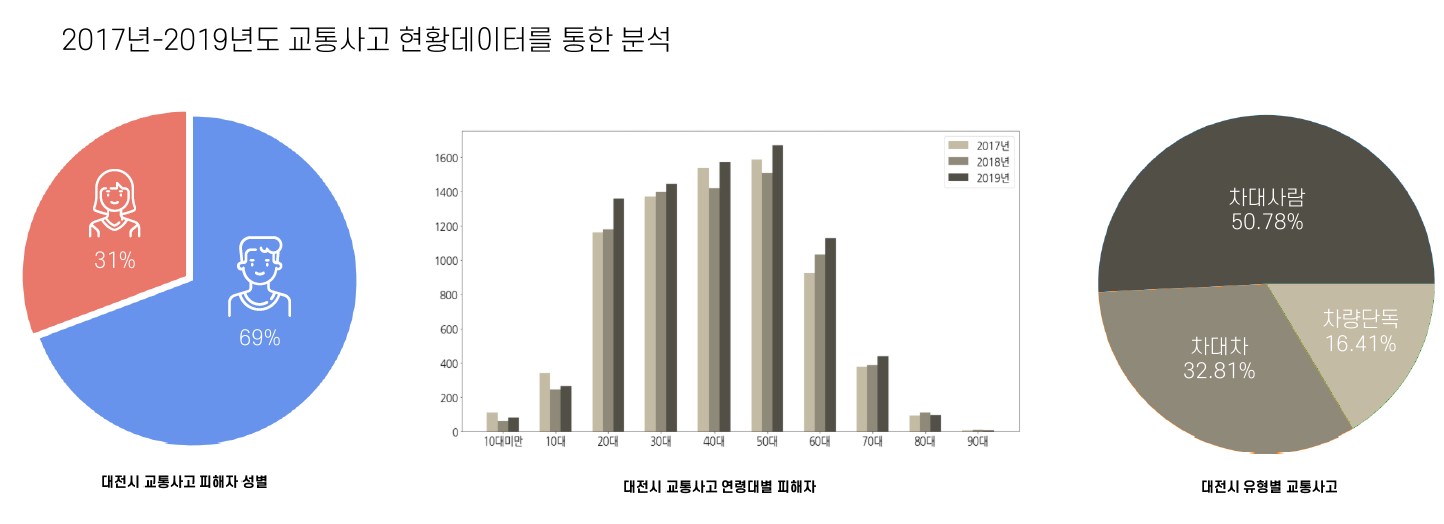 2017년-2019년도 교통사고 현황데이터를 통한 분석
31%
69%
대전시 교통사고 피해자 성별
2017년
2018년
2019년
1600
1400
1200
1000
800
600
400
200
0
10대미만 10대 20대 30대 40대 50대 60대 70대 80대 90대
대전시 교통사고 연령대별 피해자
차대사람
50.78%
차량단독
16.41%
차대차
32.81%
대전시 유형별 교통사고